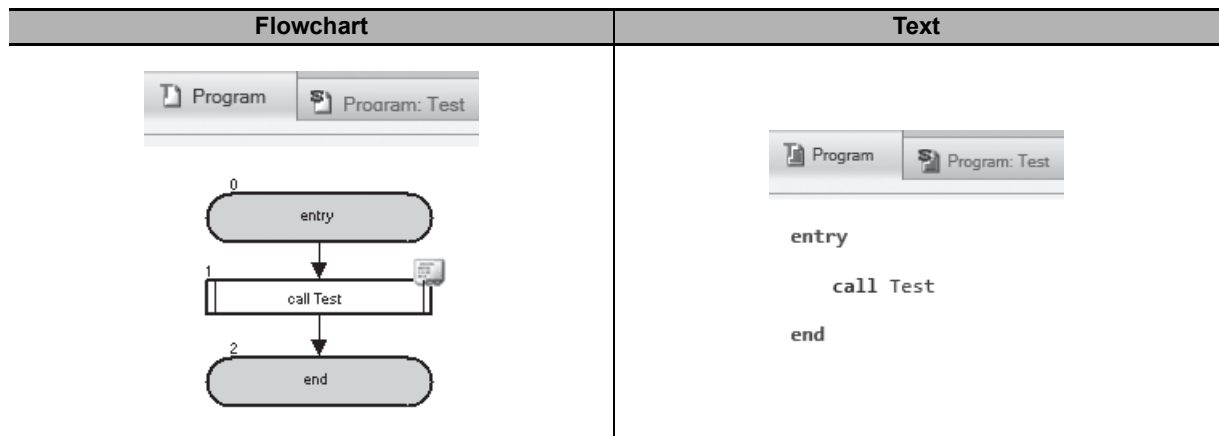 Flowchart
Program
Program: Test
0
entry
1
call Test
2
end
Text
Program
Program: Test
entry
call Test
end